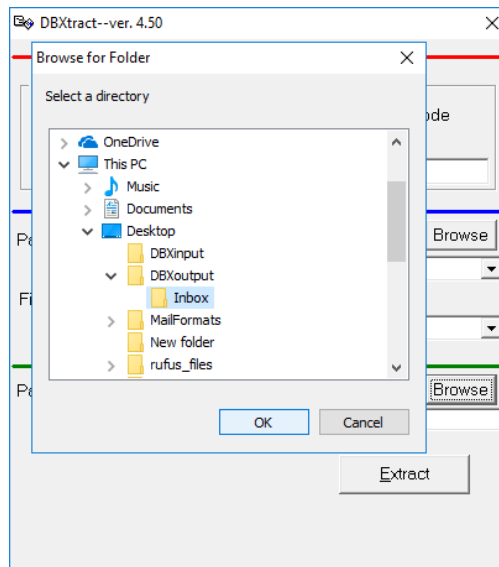 DBXtract--ver. 4.50
Browse for Folder
Select a directory
OneDrive
This PC
Music
Documents
Desktop
Browse
DBXinput
DBXoutput
Inbox
MailFormats
New folder
rufus_files
Browse
OK Cancel
Extract